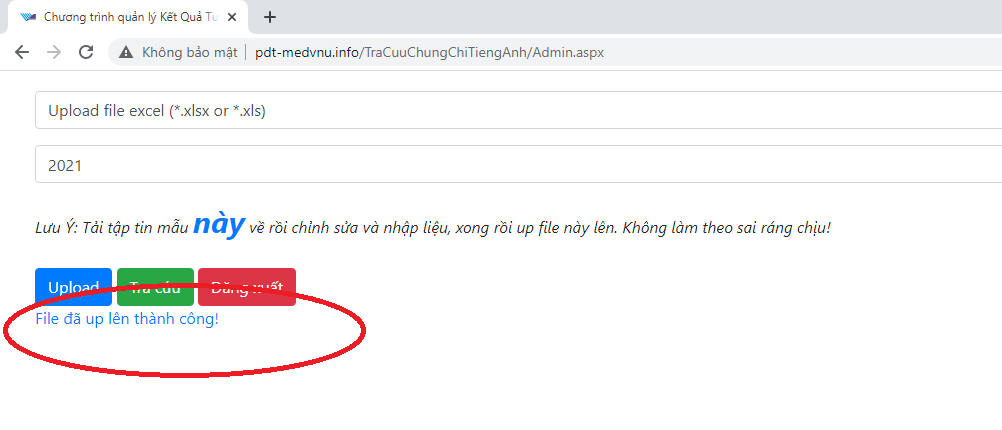 Chương trình quản lý Kết Quả Tu
Không bảo mật
pdt-medvnu.info/TraCuuChungChiTiengAnh/Admin.aspx
Upload file excel (*.xlsx or *.xls)
2021
Lưu Ý: Tải tập tin mẫu này về rồi chỉnh sửa và nhập liệu, xong rồi up file này lên. Không làm theo sai ráng chịu!
Upload Tra cứu Đăng xuất
File đã up lên thành công!